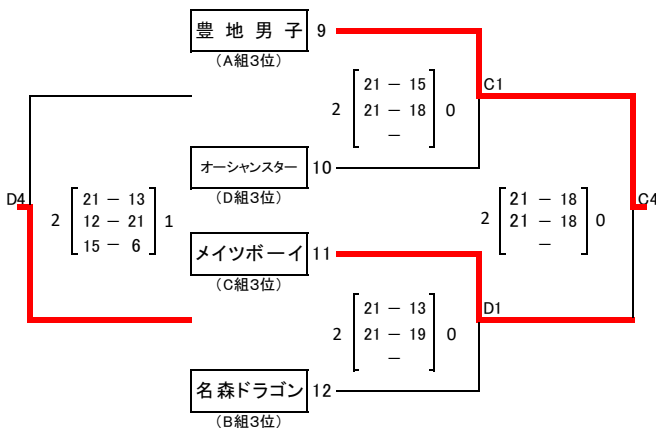 豊地男子 9
(A組3位)
C1
2 [ 21 - 15 ] 0
21 - 18
-
オーシャンスター 10
(D組3位)
D4
2 [ 21 - 13 ] 1
12 - 21
15 - 6
C4
2 [ 21 - 18 ] 0
21 - 18
-
メイツボーイ 11
(C組3位)
D1
2 [ 21 - 13 ] 0
21 - 19
-
名森ドラゴン 12
(B組3位)